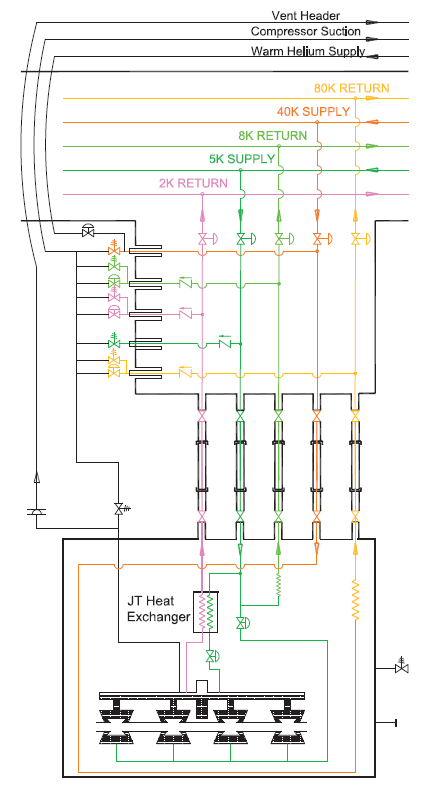 Vent Header
Compressor Suction
Warm Helium Supply
80K RETURN
40K SUPPLY
8K RETURN
5K SUPPLY
2K RETURN
JT Heat
Exchanger